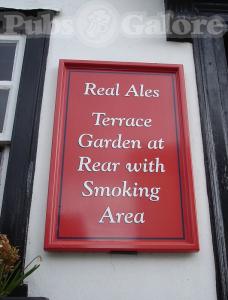 Pubs Galore
Real Ales
Terrace
Garden at
Rear with
Smoking
Area